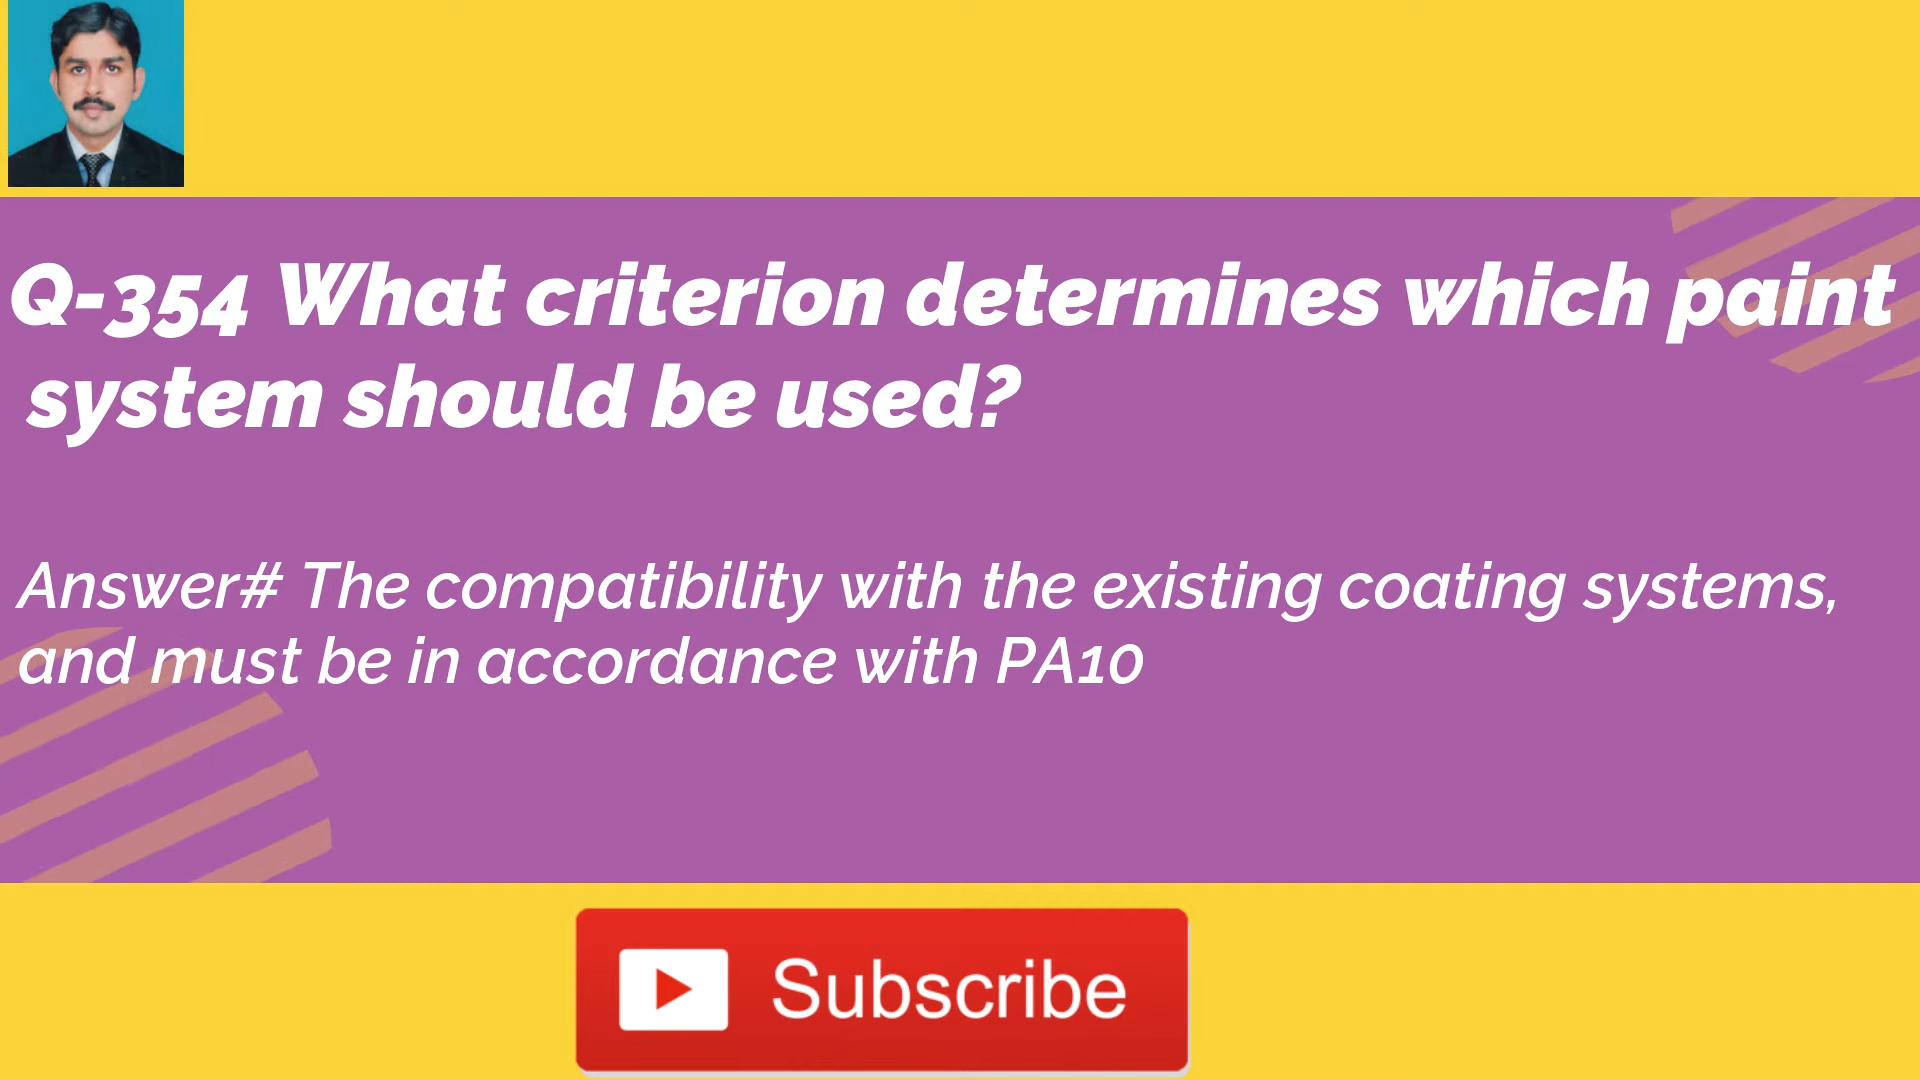 Q-354 What criterion determines which paint
system should be used?
Answer# The compatibility with the existing coating systems,
and must be in accordance with PA10
Subscribe